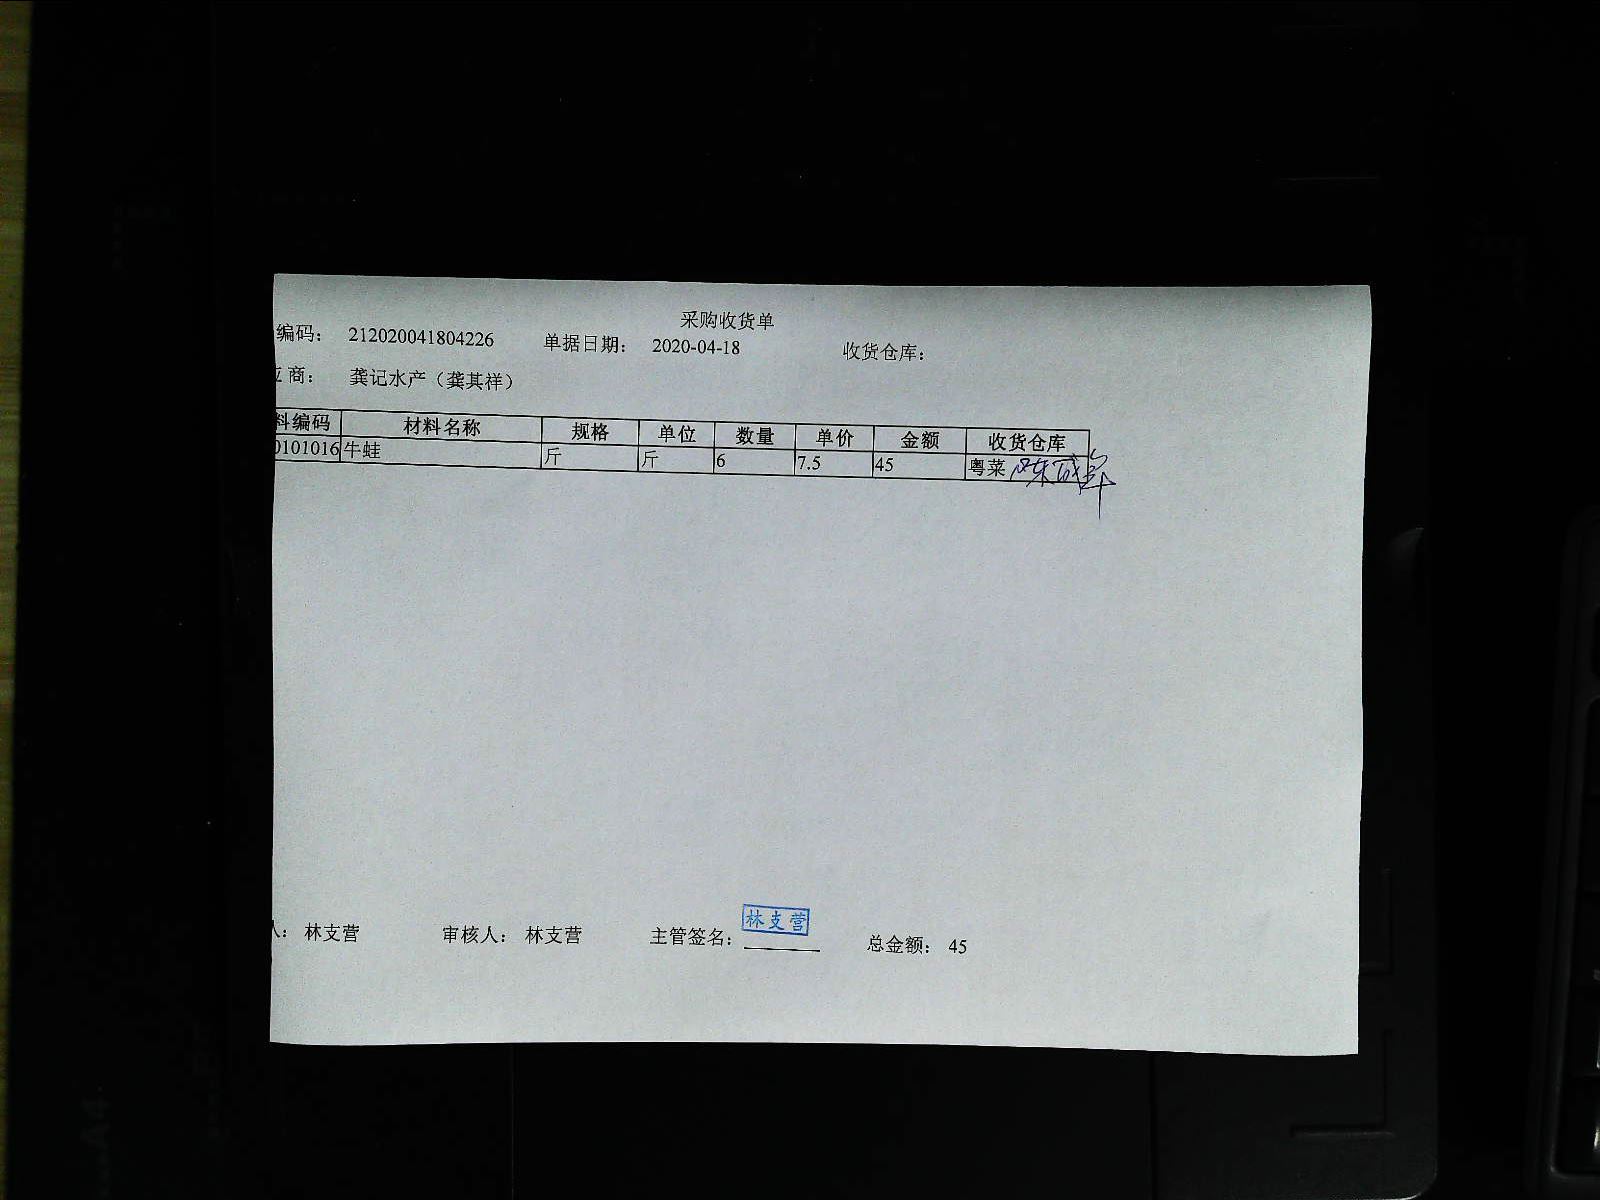 采购收货单
编码： 212020041804226 单据日期： 2020-04-18 收货仓库：
商： 龚记水产（龚其祥）
料编码 材料名称 规格 单位 数量 单价 金额 收货仓库
0101016 牛蛙 斤 斤 6 7.5 45 粤菜
人： 林支营 审核人： 林支营 主管签名： 林支营 总金额： 45